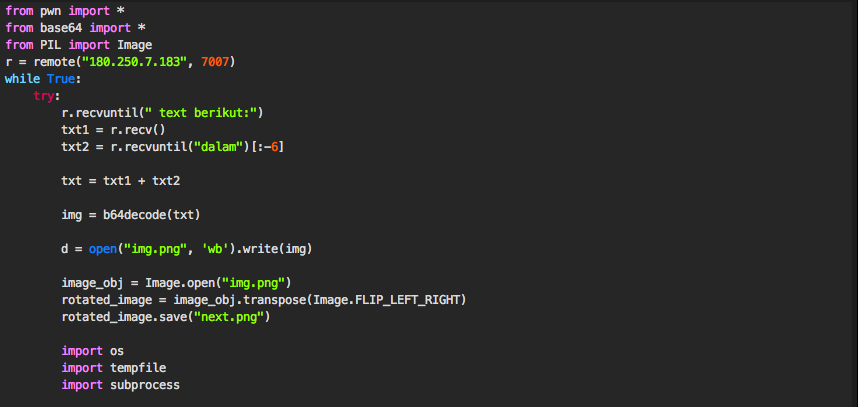 from pwn import *
from base64 import *
from PIL import Image
r = remote("180.250.7.183", 7007)
while True:
    try:
        r.recvuntil(" text berikut:")
        txt1 = r.recv()
        txt2 = r.recvuntil("dalam")[:-6]
        txt = txt1 + txt2
        img = b64decode(txt)
        d = open("img.png", 'wb').write(img)
        image_obj = Image.open("img.png")
        rotated_image = image_obj.transpose(Image.FLIP_LEFT_RIGHT)
        rotated_image.save("next.png")
        import os
        import tempfile
        import subprocess